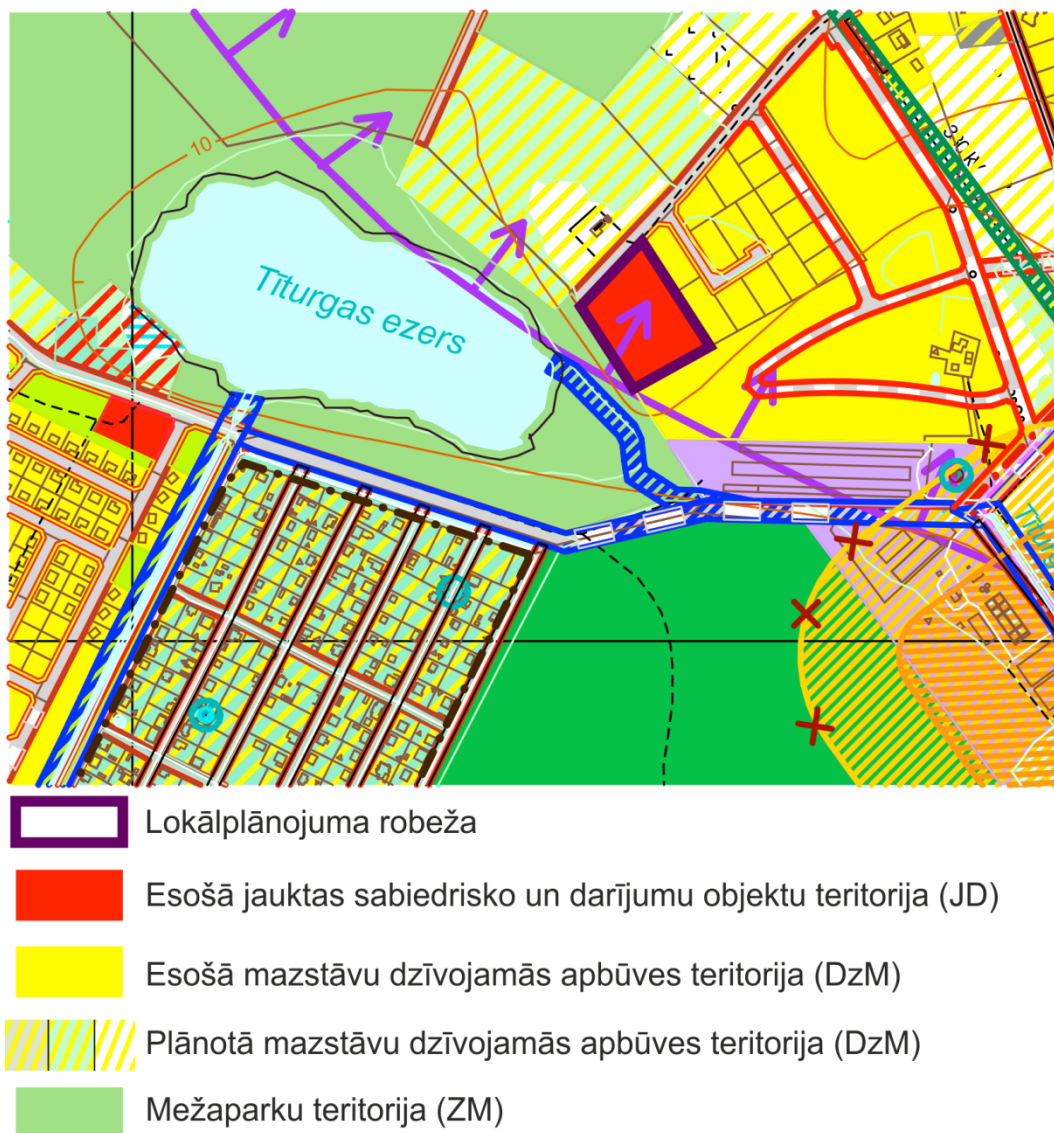 10
Tīturgas ezers
Lokālplānojuma robeža
Esošā jauktas sabiedrisko un darījumu objektu teritorija (JD)
Esošā mazstāvu dzīvojamās apbūves teritorija (DzM)
Plānotā mazstāvu dzīvojamās apbūves teritorija (DzM)
Mežaparku teritorija (ZM)